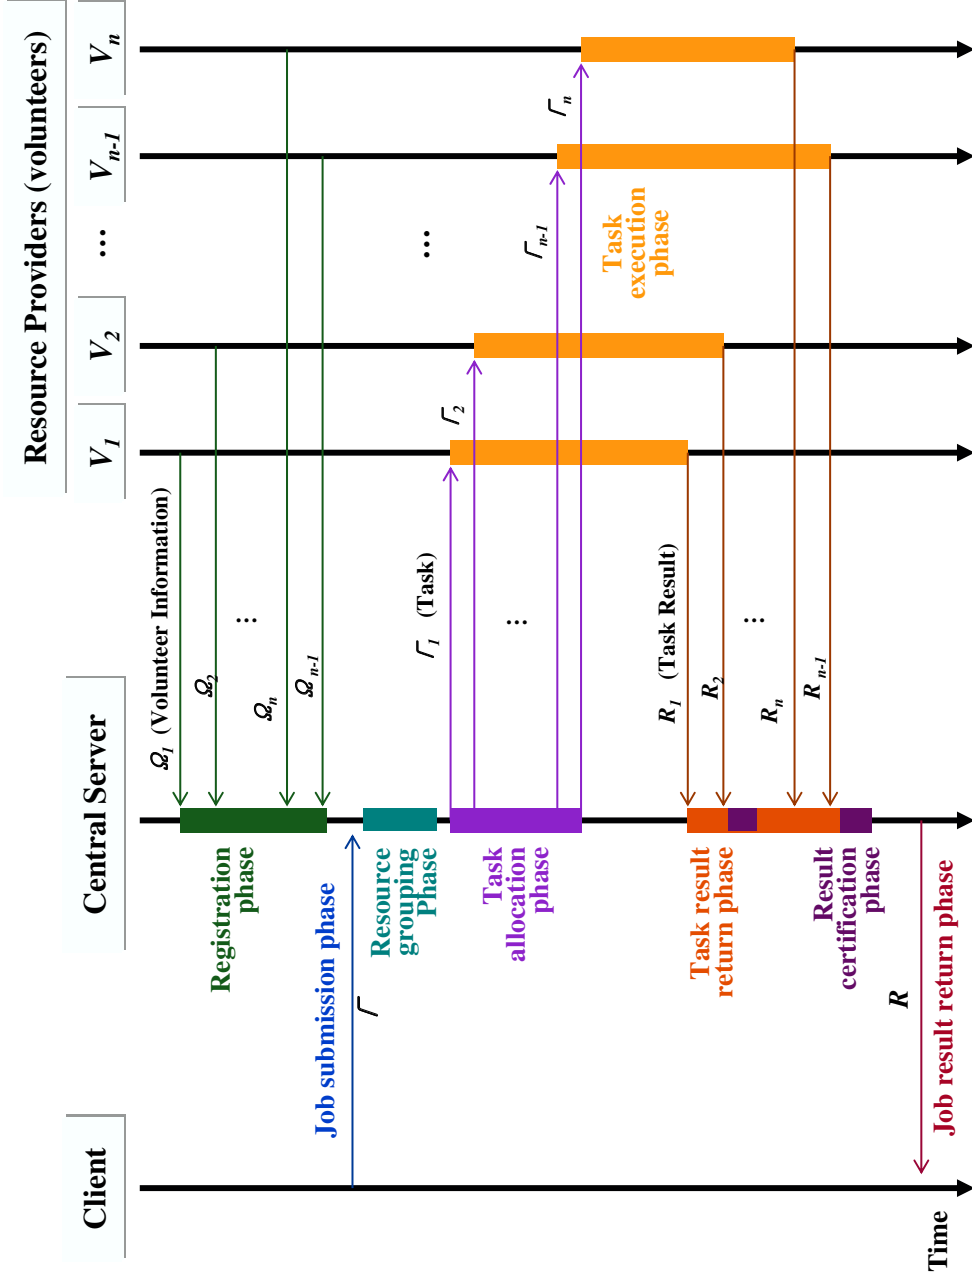 Client
Central Server
Resource Providers (volunteers)
V1
V2
...
Vn-1
Vn
Ω1 (Volunteer Information)
Ω2
...
Ωn
Ωn-1
Registration
phase
Job submission phase
Γ
Resource
grouping
Phase
Γ1 (Task)
Γ2
...
Γn-1
Γn
...
Task
allocation
phase
Task
execution
phase
R1 (Task Result)
R2
...
Rn
Rn-1
Task result
return phase
Result
certification
phase
R
Job result return phase
Time